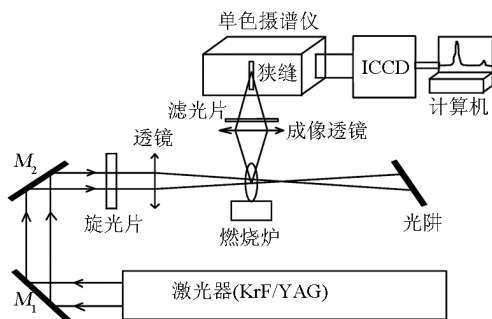 单色摄谱仪
狭缝
ICCD
计算机
滤光片
成像透镜
透镜
M2
旋光片
燃烧炉
光阱
M1
激光器(KrF/YAG)